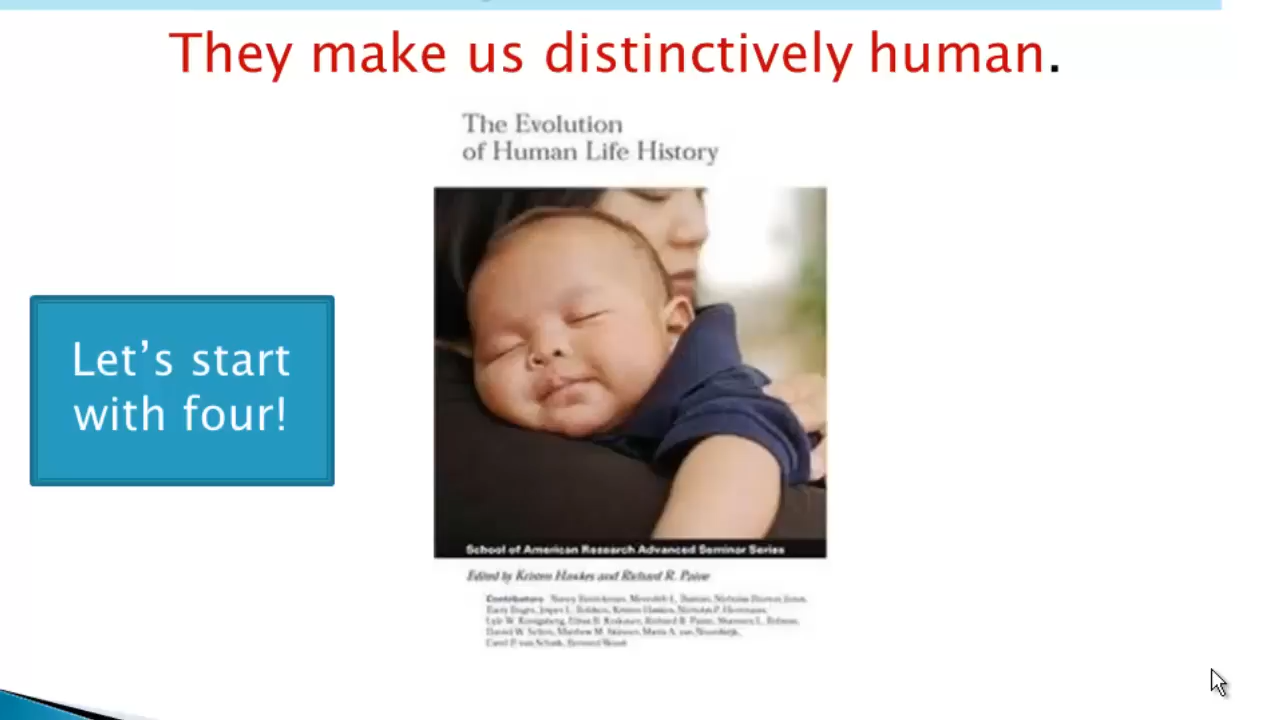 They make us distinctively human.
The Evolution
of Human Life History
Let's start
with four!
School of American Research Advanced Seminar Series
Edited by Kristen Hawkes and Richard R. Paine
Contributors